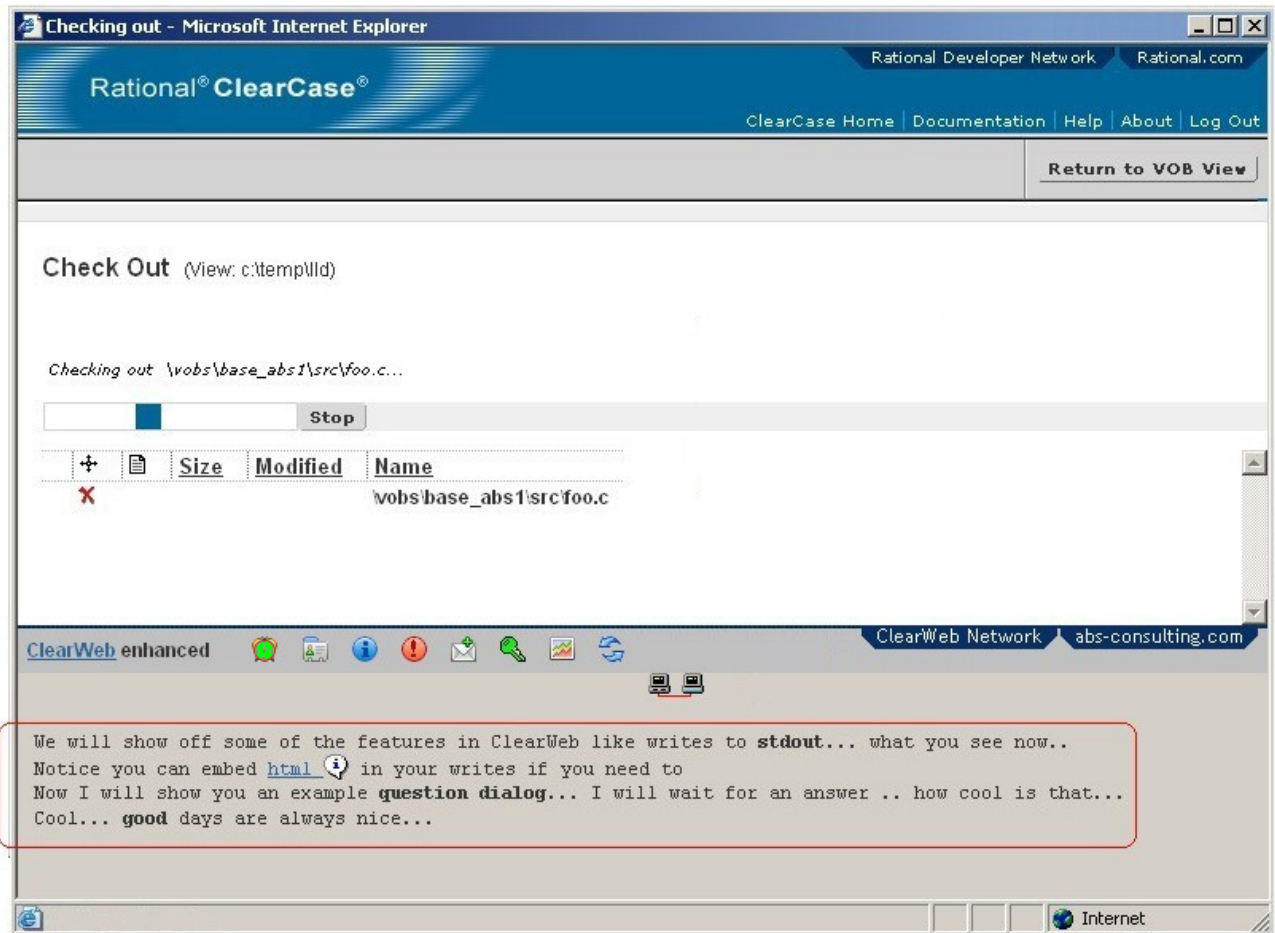 Checking out - Microsoft Internet Explorer
Rational Developer Network Rational.com
Rational® ClearCase®
ClearCase Home | Documentation | Help | About | Log Out
Return to VOB View
Check Out (View: c:\temp\lld)
Checking out \vobs\base_abs1\src\foo.c...
Stop
Size Modified Name
\vobs\base_abs1\src\foo.c
ClearWeb enhanced
ClearWeb Network abs-consulting.com
We will show off some of the features in ClearWeb like writes to stdout... what you see now..
Notice you can embed html in your writes if you need to
Now I will show you an example question dialog... I will wait for an answer .. how cool is that...
Cool... good days are always nice...
Internet